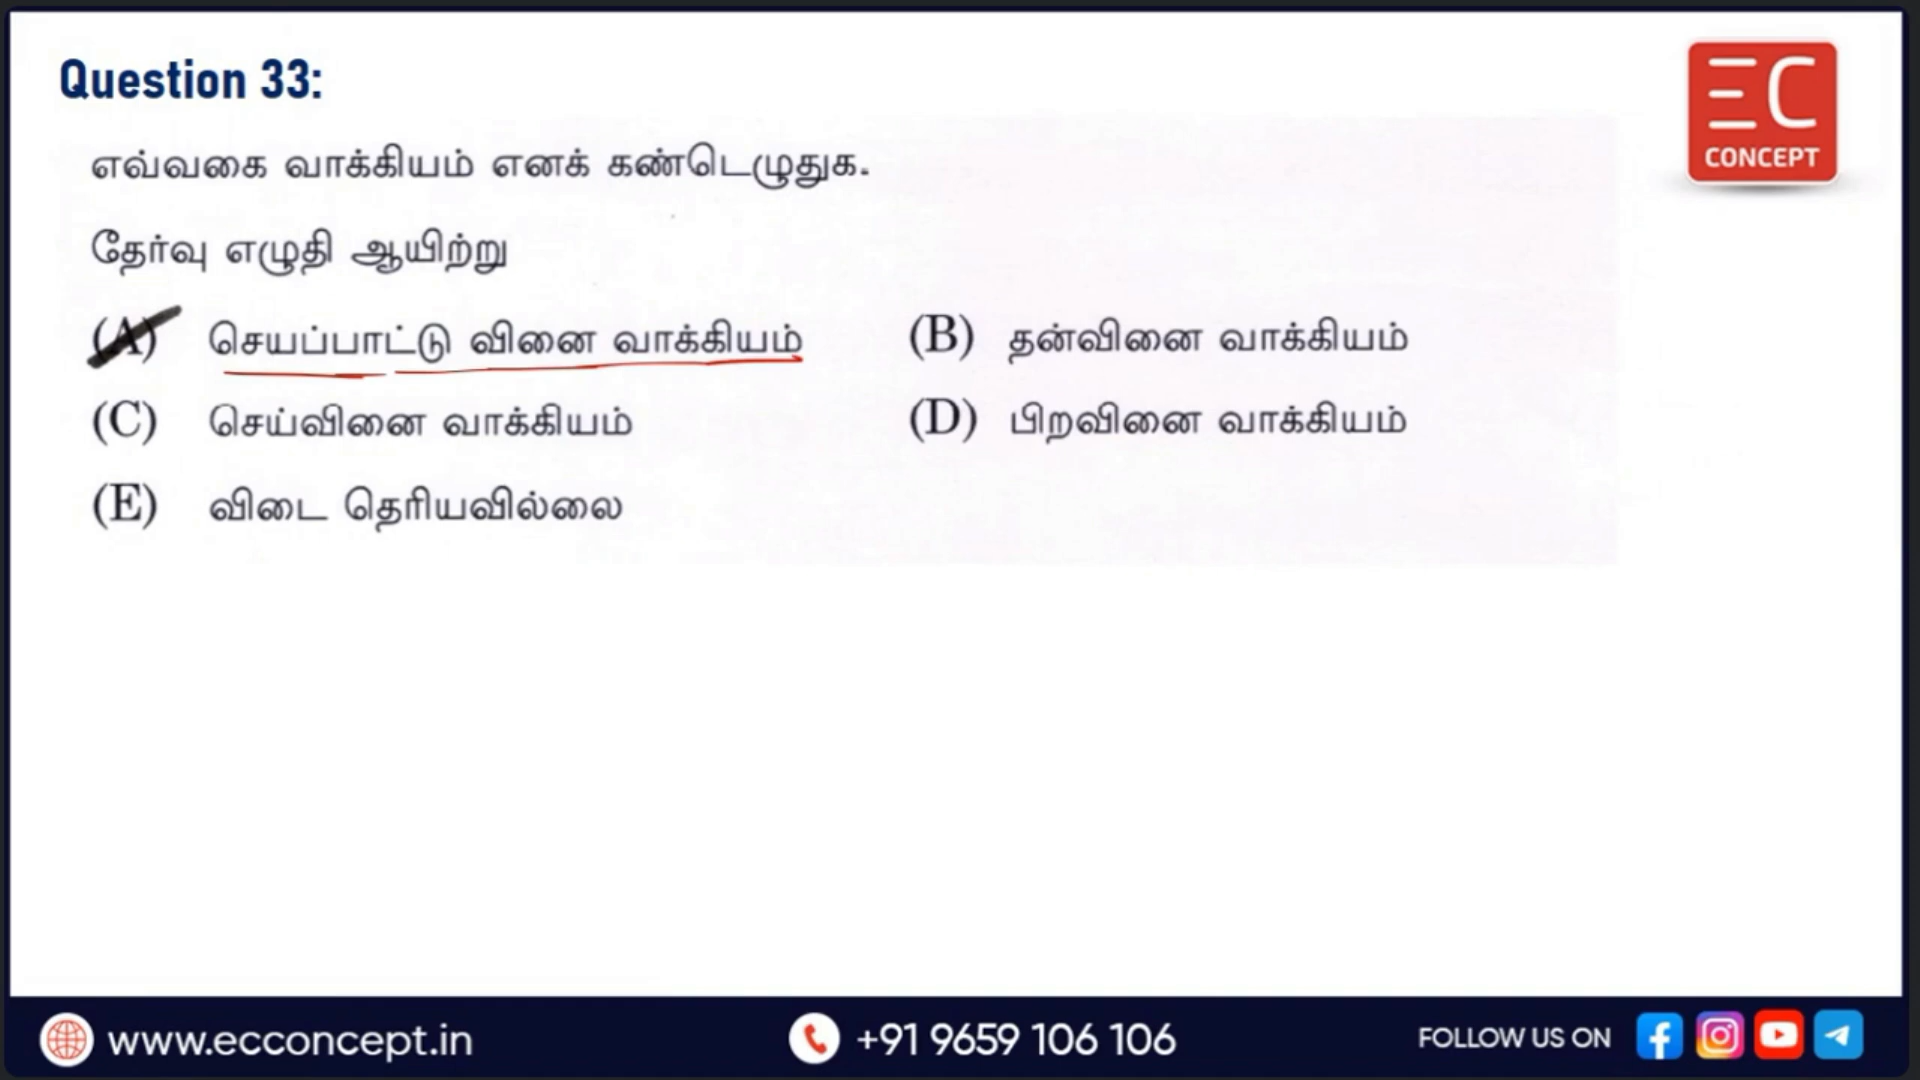 Question 33:
EC
CONCEPT
எவ்வகை வாக்கியம் எனக் கண்டெழுதுக.
தேர்வு எழுதி ஆயிற்று
(A) செயப்பாட்டு வினை வாக்கியம் (B) தன்வினை வாக்கியம்
(C) செய்வினை வாக்கியம் (D) பிறவினை வாக்கியம்
(E) விடை தெரியவில்லை
www.ecconcept.in +91 9659 106 106 FOLLOW US ON